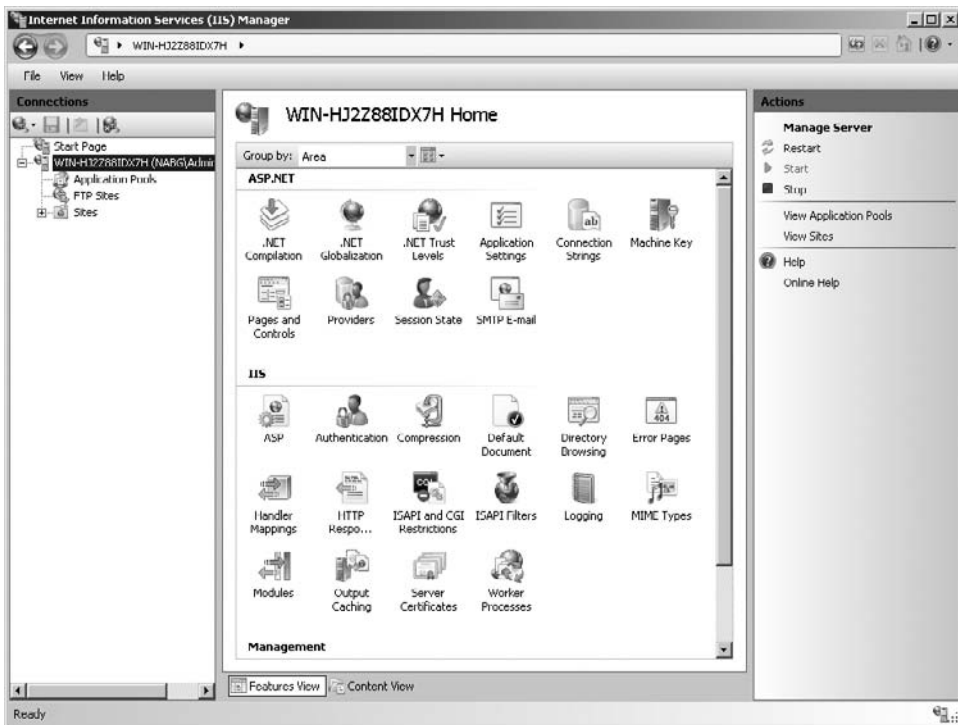 Internet Information Services (IIS) Manager
WIN-HJ2Z88IDX7H
File View Help
Connections
Start Page
WIN-HJ2Z88IDX7H (NABG\Admir
Application Pools
FTP Sites
Sites
WIN-HJ2Z88IDX7H Home
Group by: Area
ASP.NET
.NET Compilation
.NET Globalization
.NET Trust Levels
Application Settings
Connection Strings
Machine Key
Pages and Controls
Providers
Session State
SMTP E-mail
IIS
ASP
Authentication
Compression
Default Document
Directory Browsing
Error Pages
Handler Mappings
HTTP Respo...
ISAPI and CGI Restrictions
ISAPI Filters
Logging
MIME Types
Modules
Output Caching
Server Certificates
Worker Processes
Management
Features View Content View
Actions
Manage Server
Restart
Start
Stop
View Application Pools
View Sites
Help
Online Help
Ready